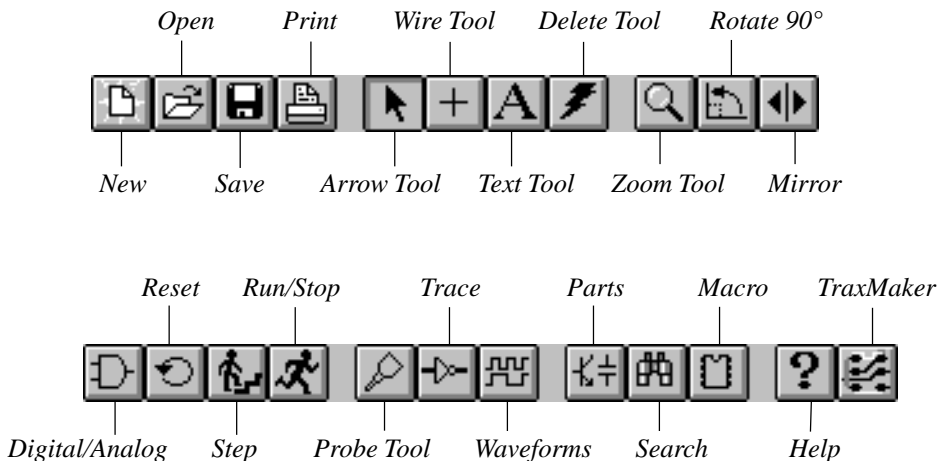 Open Print Wire Tool Delete Tool Rotate 90°
A
New Save Arrow Tool Text Tool Zoom Tool Mirror
Reset Run/Stop Trace Parts Macro TraxMaker
?
Digital/Analog Step Probe Tool Waveforms Search Help